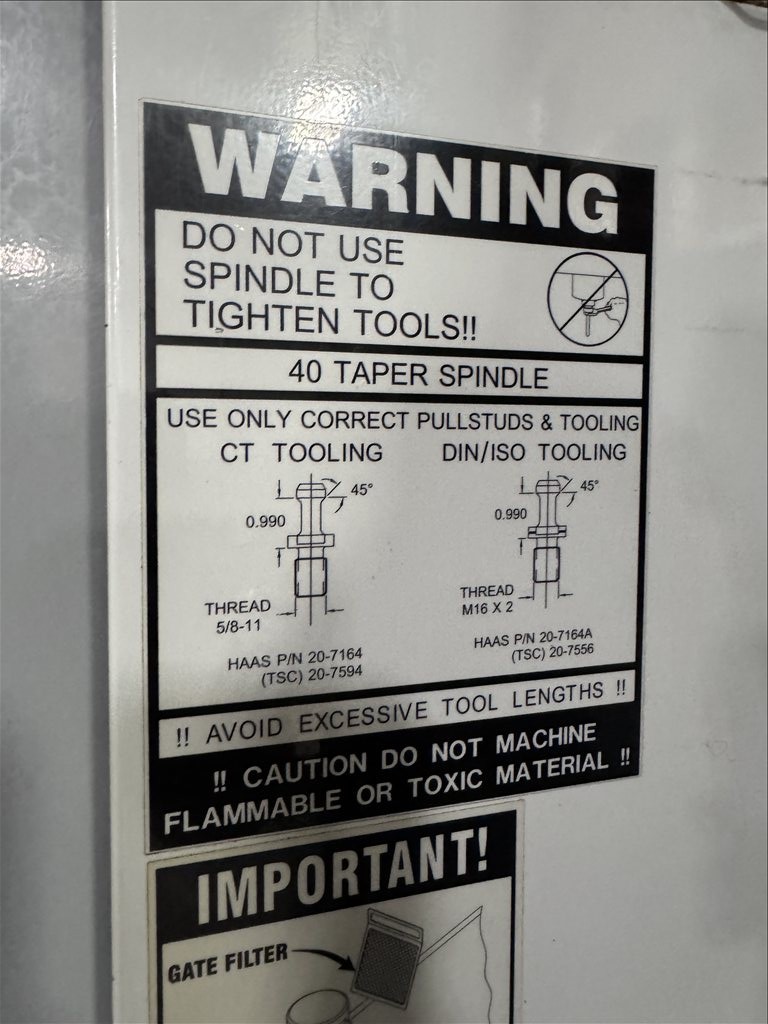 WARNING
DO NOT USE
SPINDLE TO
TIGHTEN TOOLS!!
40 TAPER SPINDLE
USE ONLY CORRECT PULLSTUDS & TOOLING
CT TOOLING
45°
0.990
THREAD
5/8-11
HAAS P/N 20-7164
(TSC) 20-7594
DIN/ISO TOOLING
45°
0.990
THREAD
M16 X 2
HAAS P/N 20-7164A
(TSC) 20-7556
!! AVOID EXCESSIVE TOOL LENGTHS !!
!! CAUTION DO NOT MACHINE
FLAMMABLE OR TOXIC MATERIAL !!
IMPORTANT!
GATE FILTER